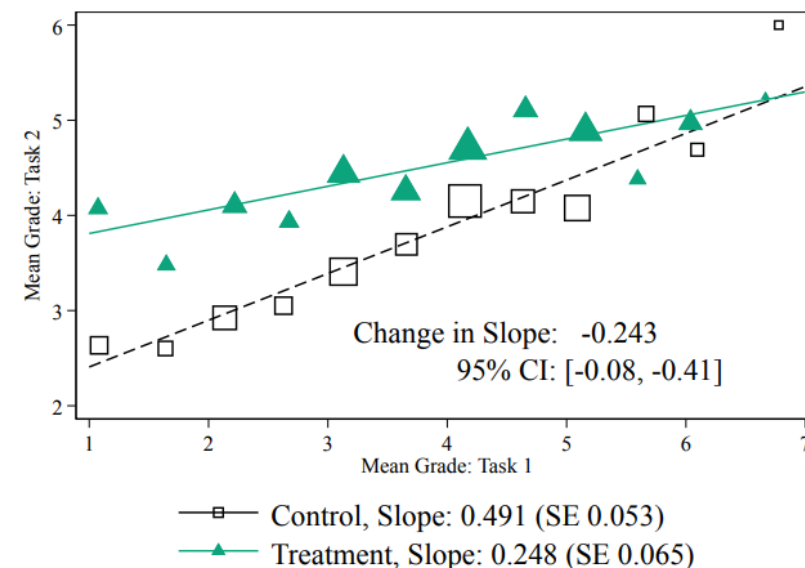 Mean Grade: Task 2
6
5
4
3
2
Change in Slope: -0.243
95% CI: [-0.08, -0.41]
1 2 3 4 5 6 7
Mean Grade: Task 1
Control, Slope: 0.491 (SE 0.053)
Treatment, Slope: 0.248 (SE 0.065)